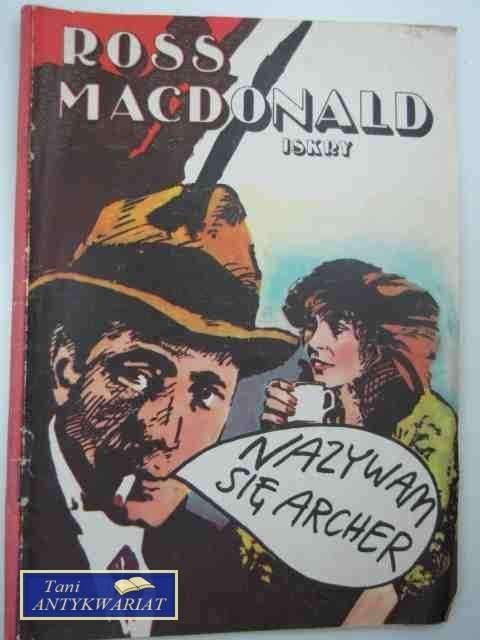 ROSS
MACDONALD
ISKRY
NAZYWAM
SIĘ ARCHER
Tani
ANTYKWARIAT